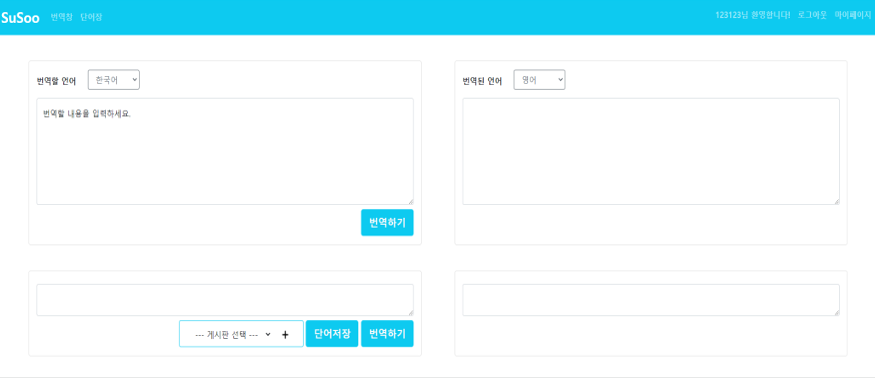 SuSoo 번역창 단어장 123123님 환영합니다! 로그아웃 마이페이지
번역할 언어 한국어
번역할 내용을 입력하세요.
번역하기
번역된 언어 영어
--- 게시판 선택 --- + 단어저장 번역하기